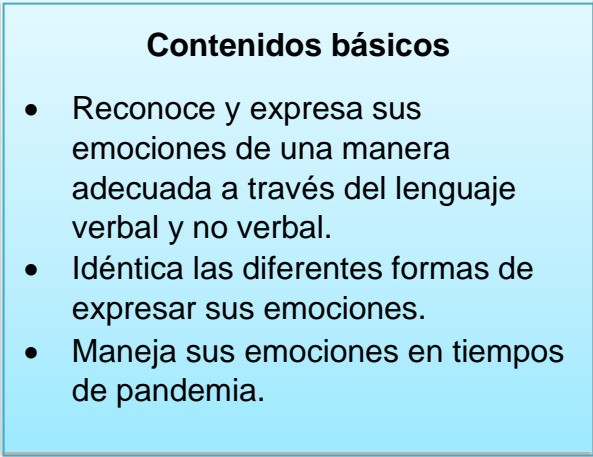 Contenidos básicos
• Reconoce y expresa sus
emociones de una manera
adecuada a través del lenguaje
verbal y no verbal.
• Idéntica las diferentes formas de
expresar sus emociones.
• Maneja sus emociones en tiempos
de pandemia.